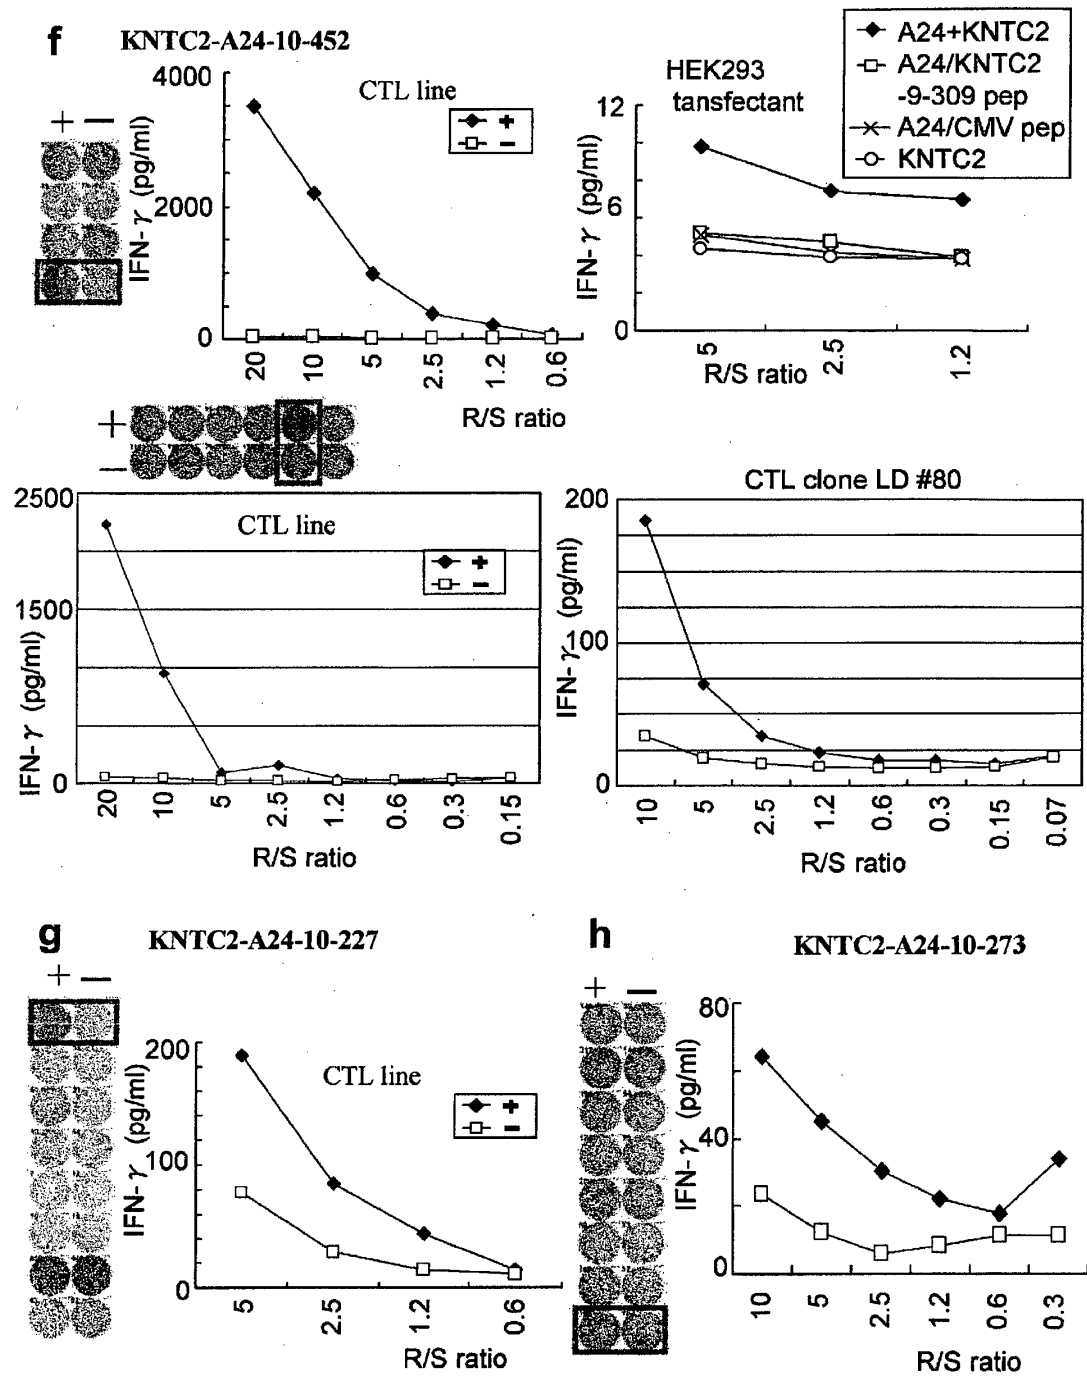 f KNTC2-A24-10-452
+ −
IFN-γ (pg/ml)
4000
2000
0
CTL line
+
−
20 10 5 2.5 1.2 0.6
R/S ratio
HEK293
tansfectant
A24+KNTC2
A24/KNTC2
-9-309 pep
A24/CMV pep
KNTC2
IFN-γ (pg/ml)
12
6
0
5 2.5 1.2
R/S ratio
+
−
IFN-γ (pg/ml)
2500
1500
0
CTL line
+
−
20 10 5 2.5 1.2 0.6 0.3 0.15
R/S ratio
CTL clone LD #80
IFN-γ (pg/ml)
200
100
0
10 5 2.5 1.2 0.6 0.3 0.15 0.07
R/S ratio
g KNTC2-A24-10-227
+ −
IFN-γ (pg/ml)
200
100
0
CTL line
+
−
5 2.5 1.2 0.6
R/S ratio
h KNTC2-A24-10-273
+ −
IFN-γ (pg/ml)
80
40
0
10 5 2.5 1.2 0.6 0.3
R/S ratio